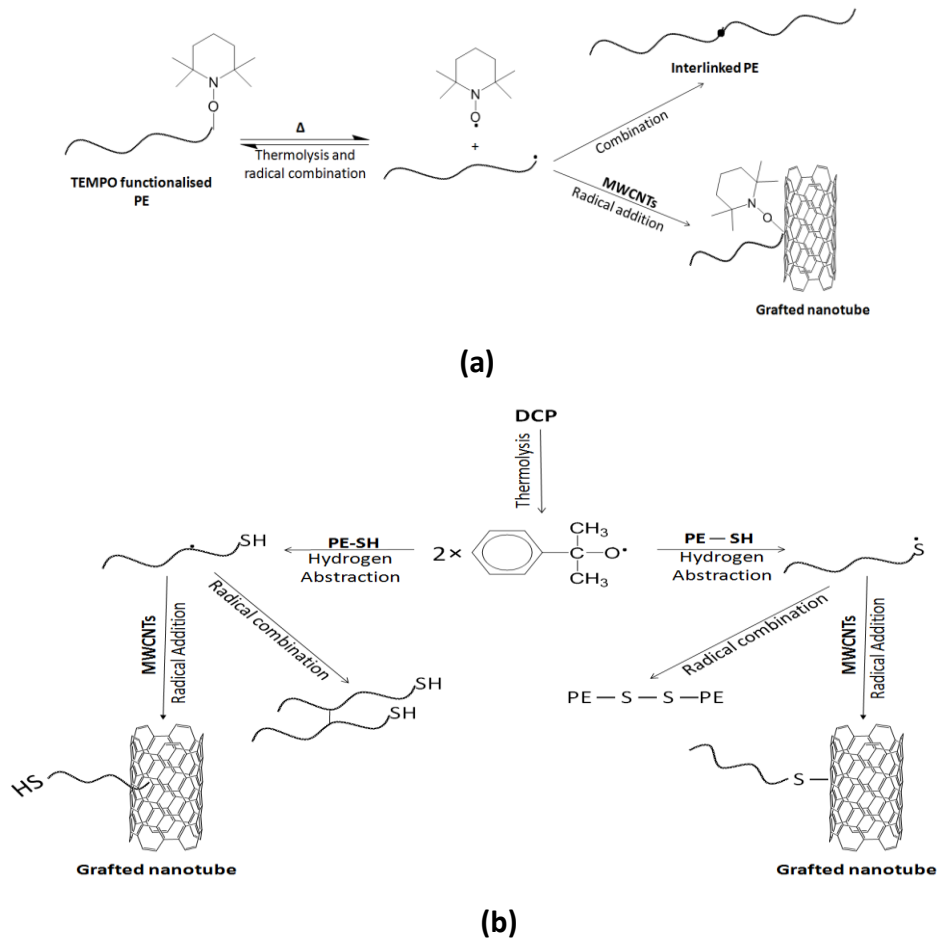 N
O
Δ
Thermolysis and
radical combination
TEMPO functionalised
PE
N
O
•
+
Combination
Interlinked PE
MWCNTs
Radical addition
N
O
Grafted nanotube
(a)
DCP
Thermolysis
2×
CH3
C
O•
CH3
PE-SH
Hydrogen
Abstraction
PE — SH
Hydrogen
Abstraction
SH
Ṡ
MWCNTs
Radical Addition
Radical combination
SH
SH
HS
Grafted nanotube
Radical combination
MWCNTs
Radical Addition
PE — S — S — PE
S
Grafted nanotube
(b)